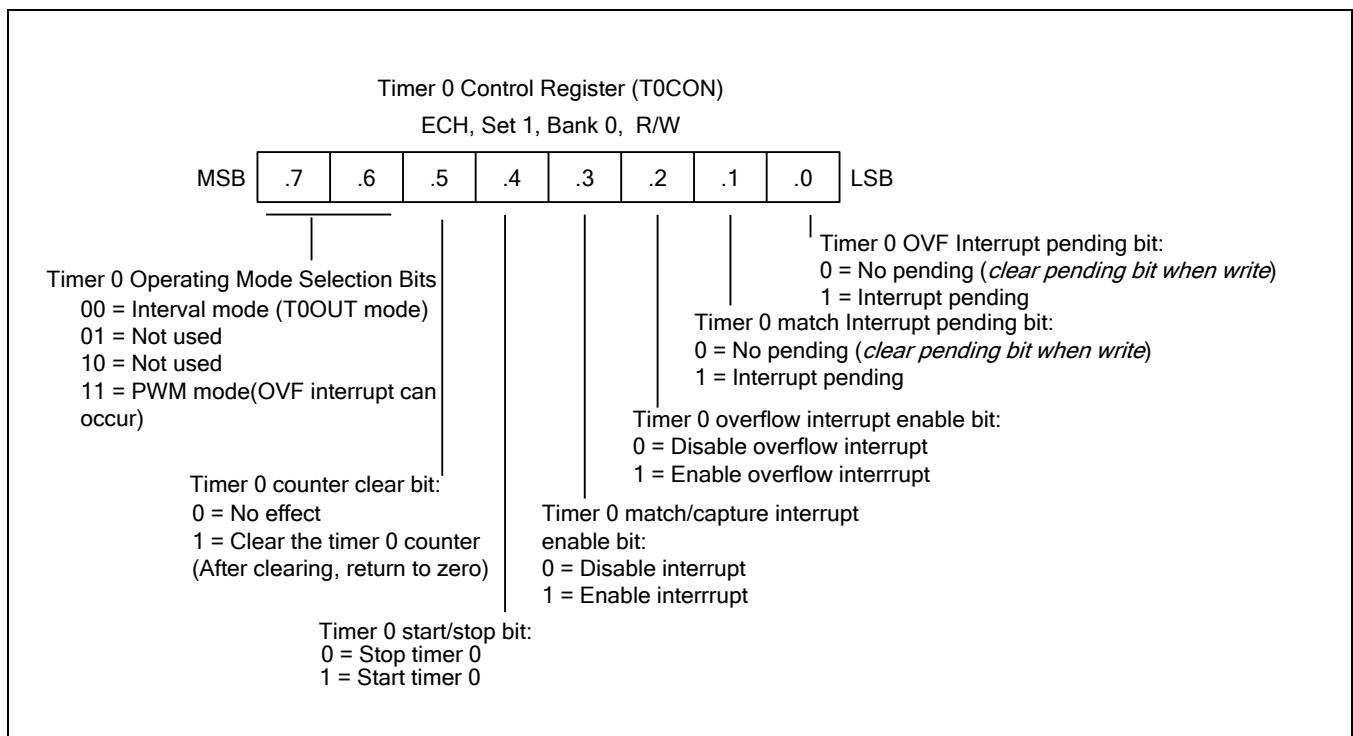 Timer 0 Control Register (T0CON)
ECH, Set 1, Bank 0, R/W
MSB .7 .6 .5 .4 .3 .2 .1 .0 LSB
Timer 0 OVF Interrupt pending bit:
0 = No pending (clear pending bit when write)
1 = Interrupt pending
Timer 0 match Interrupt pending bit:
0 = No pending (clear pending bit when write)
1 = Interrupt pending
Timer 0 overflow interrupt enable bit:
0 = Disable overflow interrupt
1 = Enable overflow interrrupt
Timer 0 match/capture interrupt
enable bit:
0 = Disable interrupt
1 = Enable interrrupt
Timer 0 start/stop bit:
0 = Stop timer 0
1 = Start timer 0
Timer 0 counter clear bit:
0 = No effect
1 = Clear the timer 0 counter
(After clearing, return to zero)
Timer 0 Operating Mode Selection Bits
00 = Interval mode (T0OUT mode)
01 = Not used
10 = Not used
11 = PWM mode(OVF interrupt can
occur)